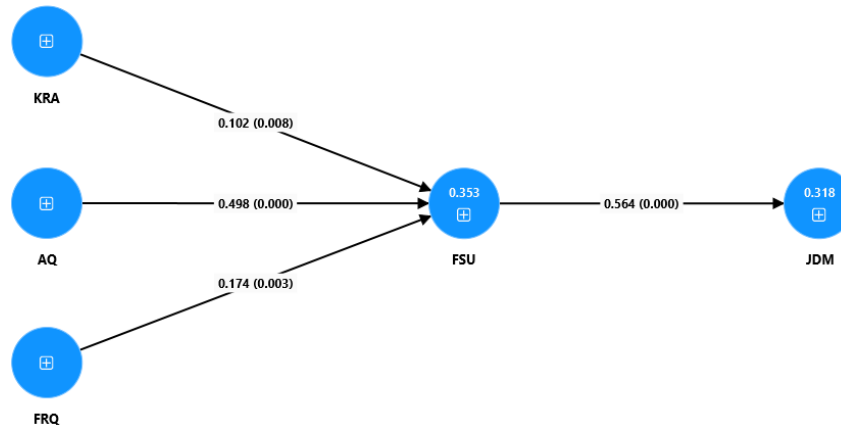 KRA
0.102 (0.008)
0.353
0.318
0.498 (0.000)
0.564 (0.000)
AQ
FSU
JDM
0.174 (0.003)
FRQ